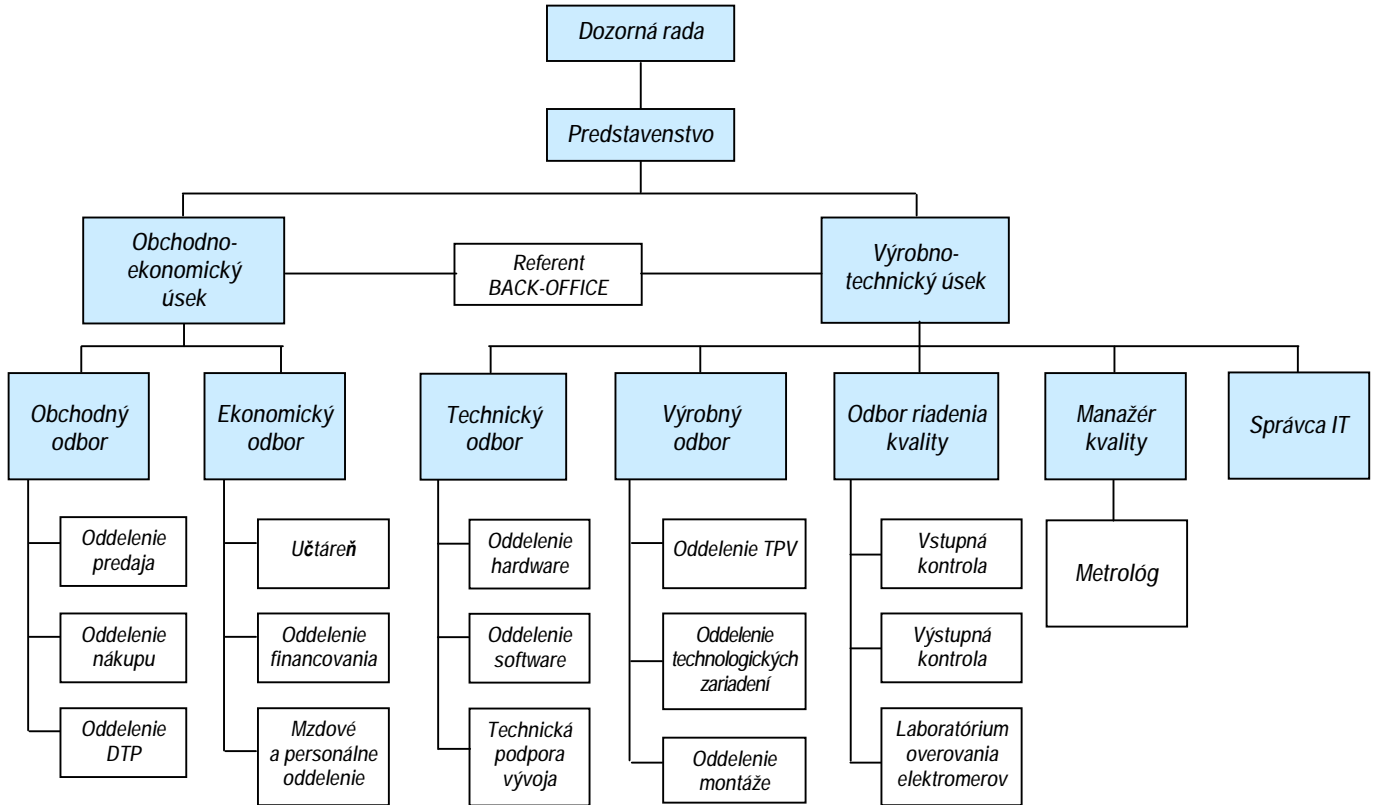 Dozorná rada
Predstavenstvo
Obchodno-
ekonomický
úsek
Referent
BACK-OFFICE
Výrobno-
technický úsek
Obchodný
odbor
Ekonomický
odbor
Technický
odbor
Výrobný
odbor
Odbor riadenia
kvality
Manažér
kvality
Správca IT
Oddelenie
predaja
Oddelenie
nákupu
Oddelenie
DTP
Učtáreň
Oddelenie
financovania
Mzdové
a personálne
oddelenie
Oddelenie
hardware
Oddelenie
software
Technická
podpora
vývoja
Oddelenie TPV
Oddelenie
technologických
zariadení
Oddelenie
montáže
Vstupná
kontrola
Výstupná
kontrola
Laboratórium
overovania
elektromerov
Metrológ